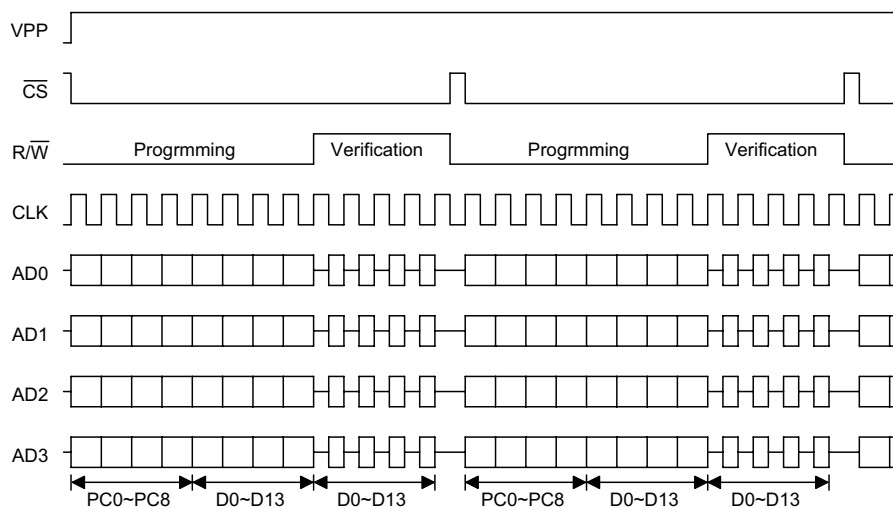 VPP
C̅S̅
R/W̅ Progrmming Verification Progrmming Verification
CLK
AD0
AD1
AD2
AD3
PC0~PC8 D0~D13 D0~D13 PC0~PC8 D0~D13 D0~D13